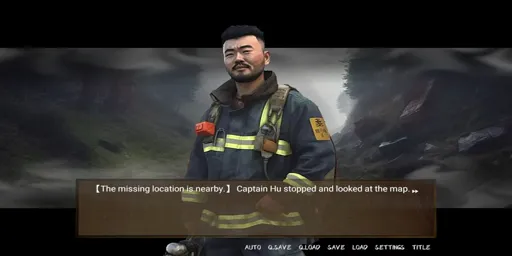 【The missing location is nearby.】 Captain Hu stopped and looked at the map.
AUTO Q.SAVE Q.LOAD SAVE LOAD SETTINGS TITLE